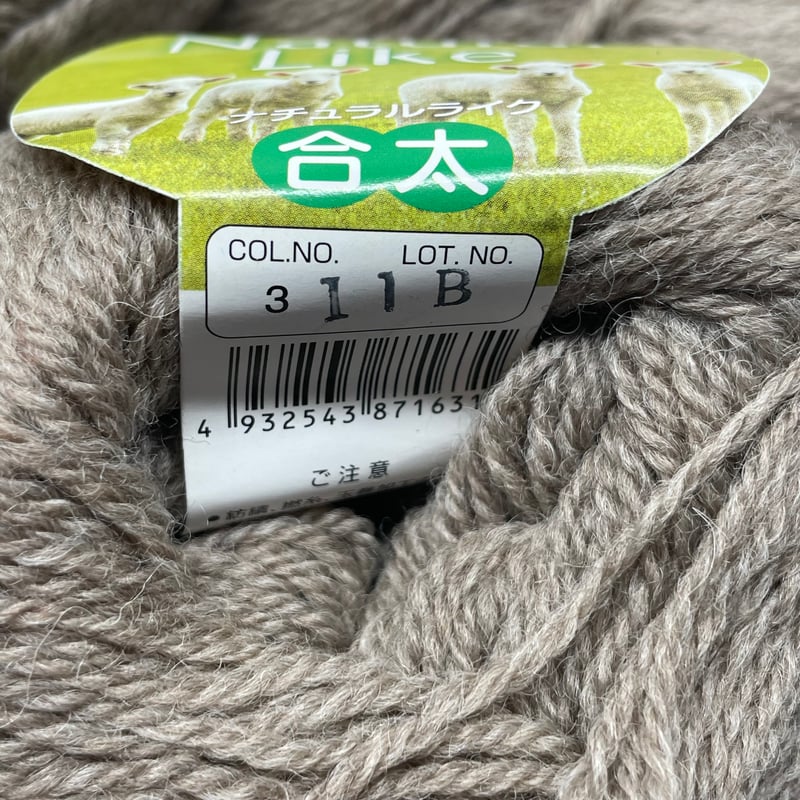 Like
ナチュラルライク
合太
COL.NO. LOT. NO.
3 11B
4 932543 871631
ご注意